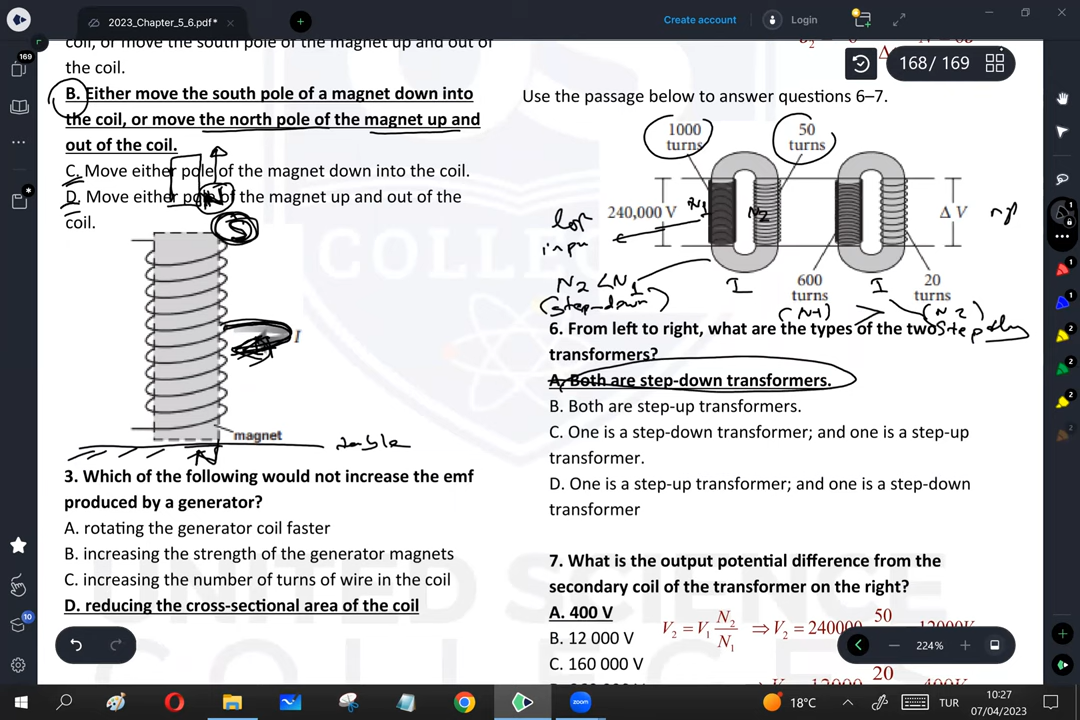 2023_Chapter_5_6.pdf*
Create account
Login
169
168/ 169
coil, or move the south pole of the magnet up and out of
the coil.
B. Either move the south pole of a magnet down into
the coil, or move the north pole of the magnet up and
out of the coil.
C. Move either pole of the magnet down into the coil.
D. Move either pole of the magnet up and out of the
coil.
N
S
I
magnet
N
table
3. Which of the following would not increase the emf
produced by a generator?
A. rotating the generator coil faster
B. increasing the strength of the generator magnets
C. increasing the number of turns of wire in the coil
D. reducing the cross-sectional area of the coil
Use the passage below to answer questions 6–7.
1000
turns
50
turns
240,000 V
N1
N2
Δ V
N2 < N1
(step-down)
I
600
turns
(N1)
>
I
20
turns
(N2)
step
6. From left to right, what are the types of the two
transformers?
A. Both are step-down transformers.
B. Both are step-up transformers.
C. One is a step-down transformer; and one is a step-up
transformer.
D. One is a step-up transformer; and one is a step-down
transformer
7. What is the output potential difference from the
secondary coil of the transformer on the right?
A. 400 V
B. 12 000 V
C. 160 000 V
V2 = V1 N2/N1 ⇒ V2 = 240000 50
20
COLLE
UNITED SCIENCE
COLLEGES
224%
10
18°C
TUR
10:27
07/04/2023